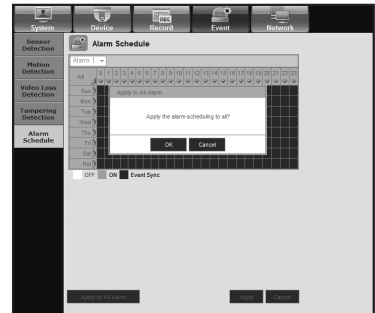 System Device Record Event Network
Sensor Detection
Motion Detection
Video Loss Detection
Tampering Detection
Alarm Schedule
Alarm Schedule
Alarm 1
All 0 1 2 3 4 5 6 7 8 9 10 11 12 13 14 15 16 17 18 19 20 21 22 23
Sun
Mon
Tue
Wed
Thu
Fri
Sat
Hol
Apply to All Alarm
Apply the alarm scheduling to all?
OK Cancel
OFF ON Event Sync
Apply to All Alarm Apply Cancel